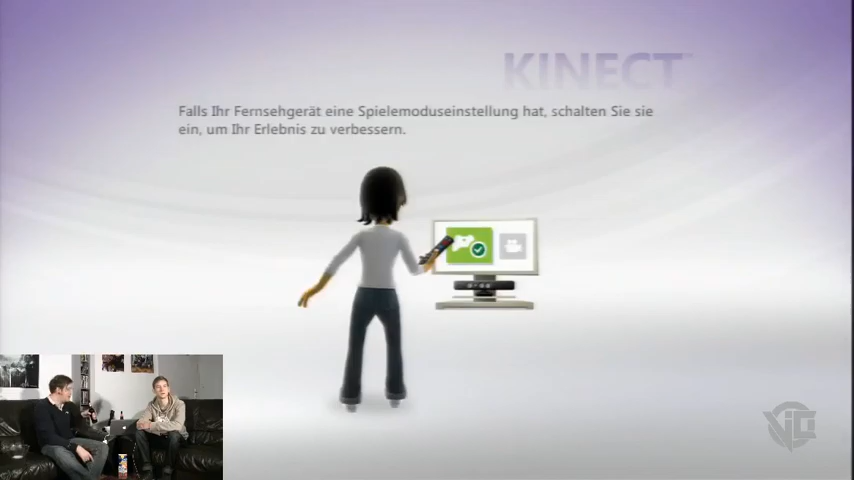 KINECT
Falls Ihr Fernsehgerät eine Spielemoduseinstellung hat, schalten Sie sie
ein, um Ihr Erlebnis zu verbessern.